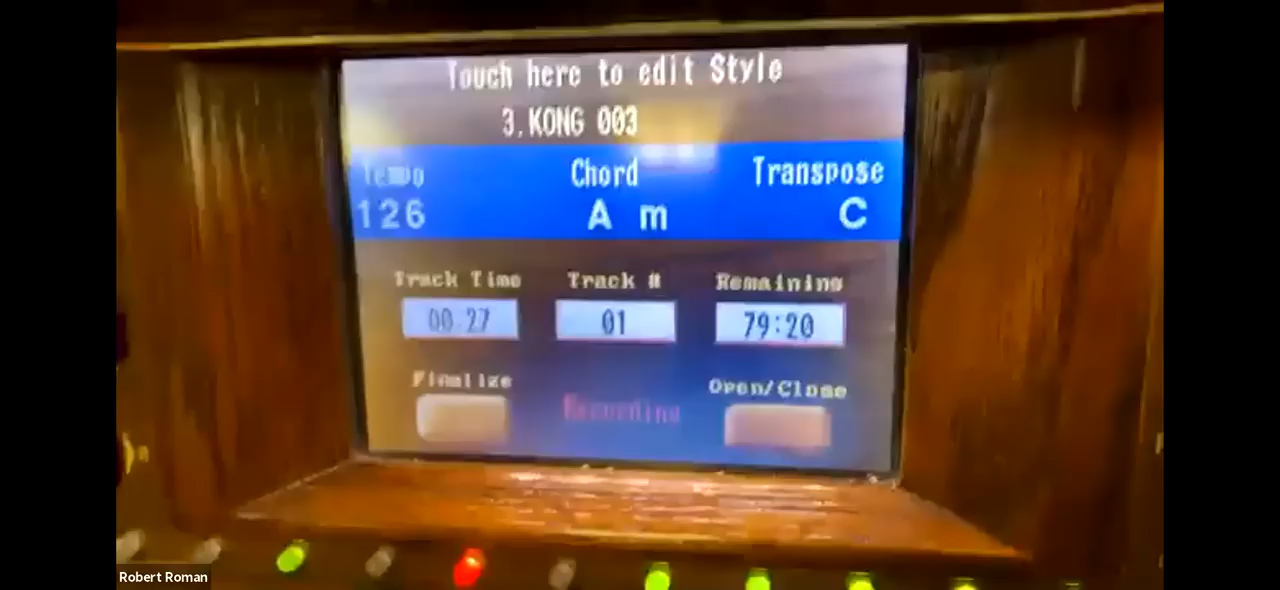 Touch here to edit Style
3.KONG 003
Tempo Chord Transpose
126 A m C
Track Time Track # Remaining
00:27 01 79:20
Finalize Open/Close
Recording
Robert Roman